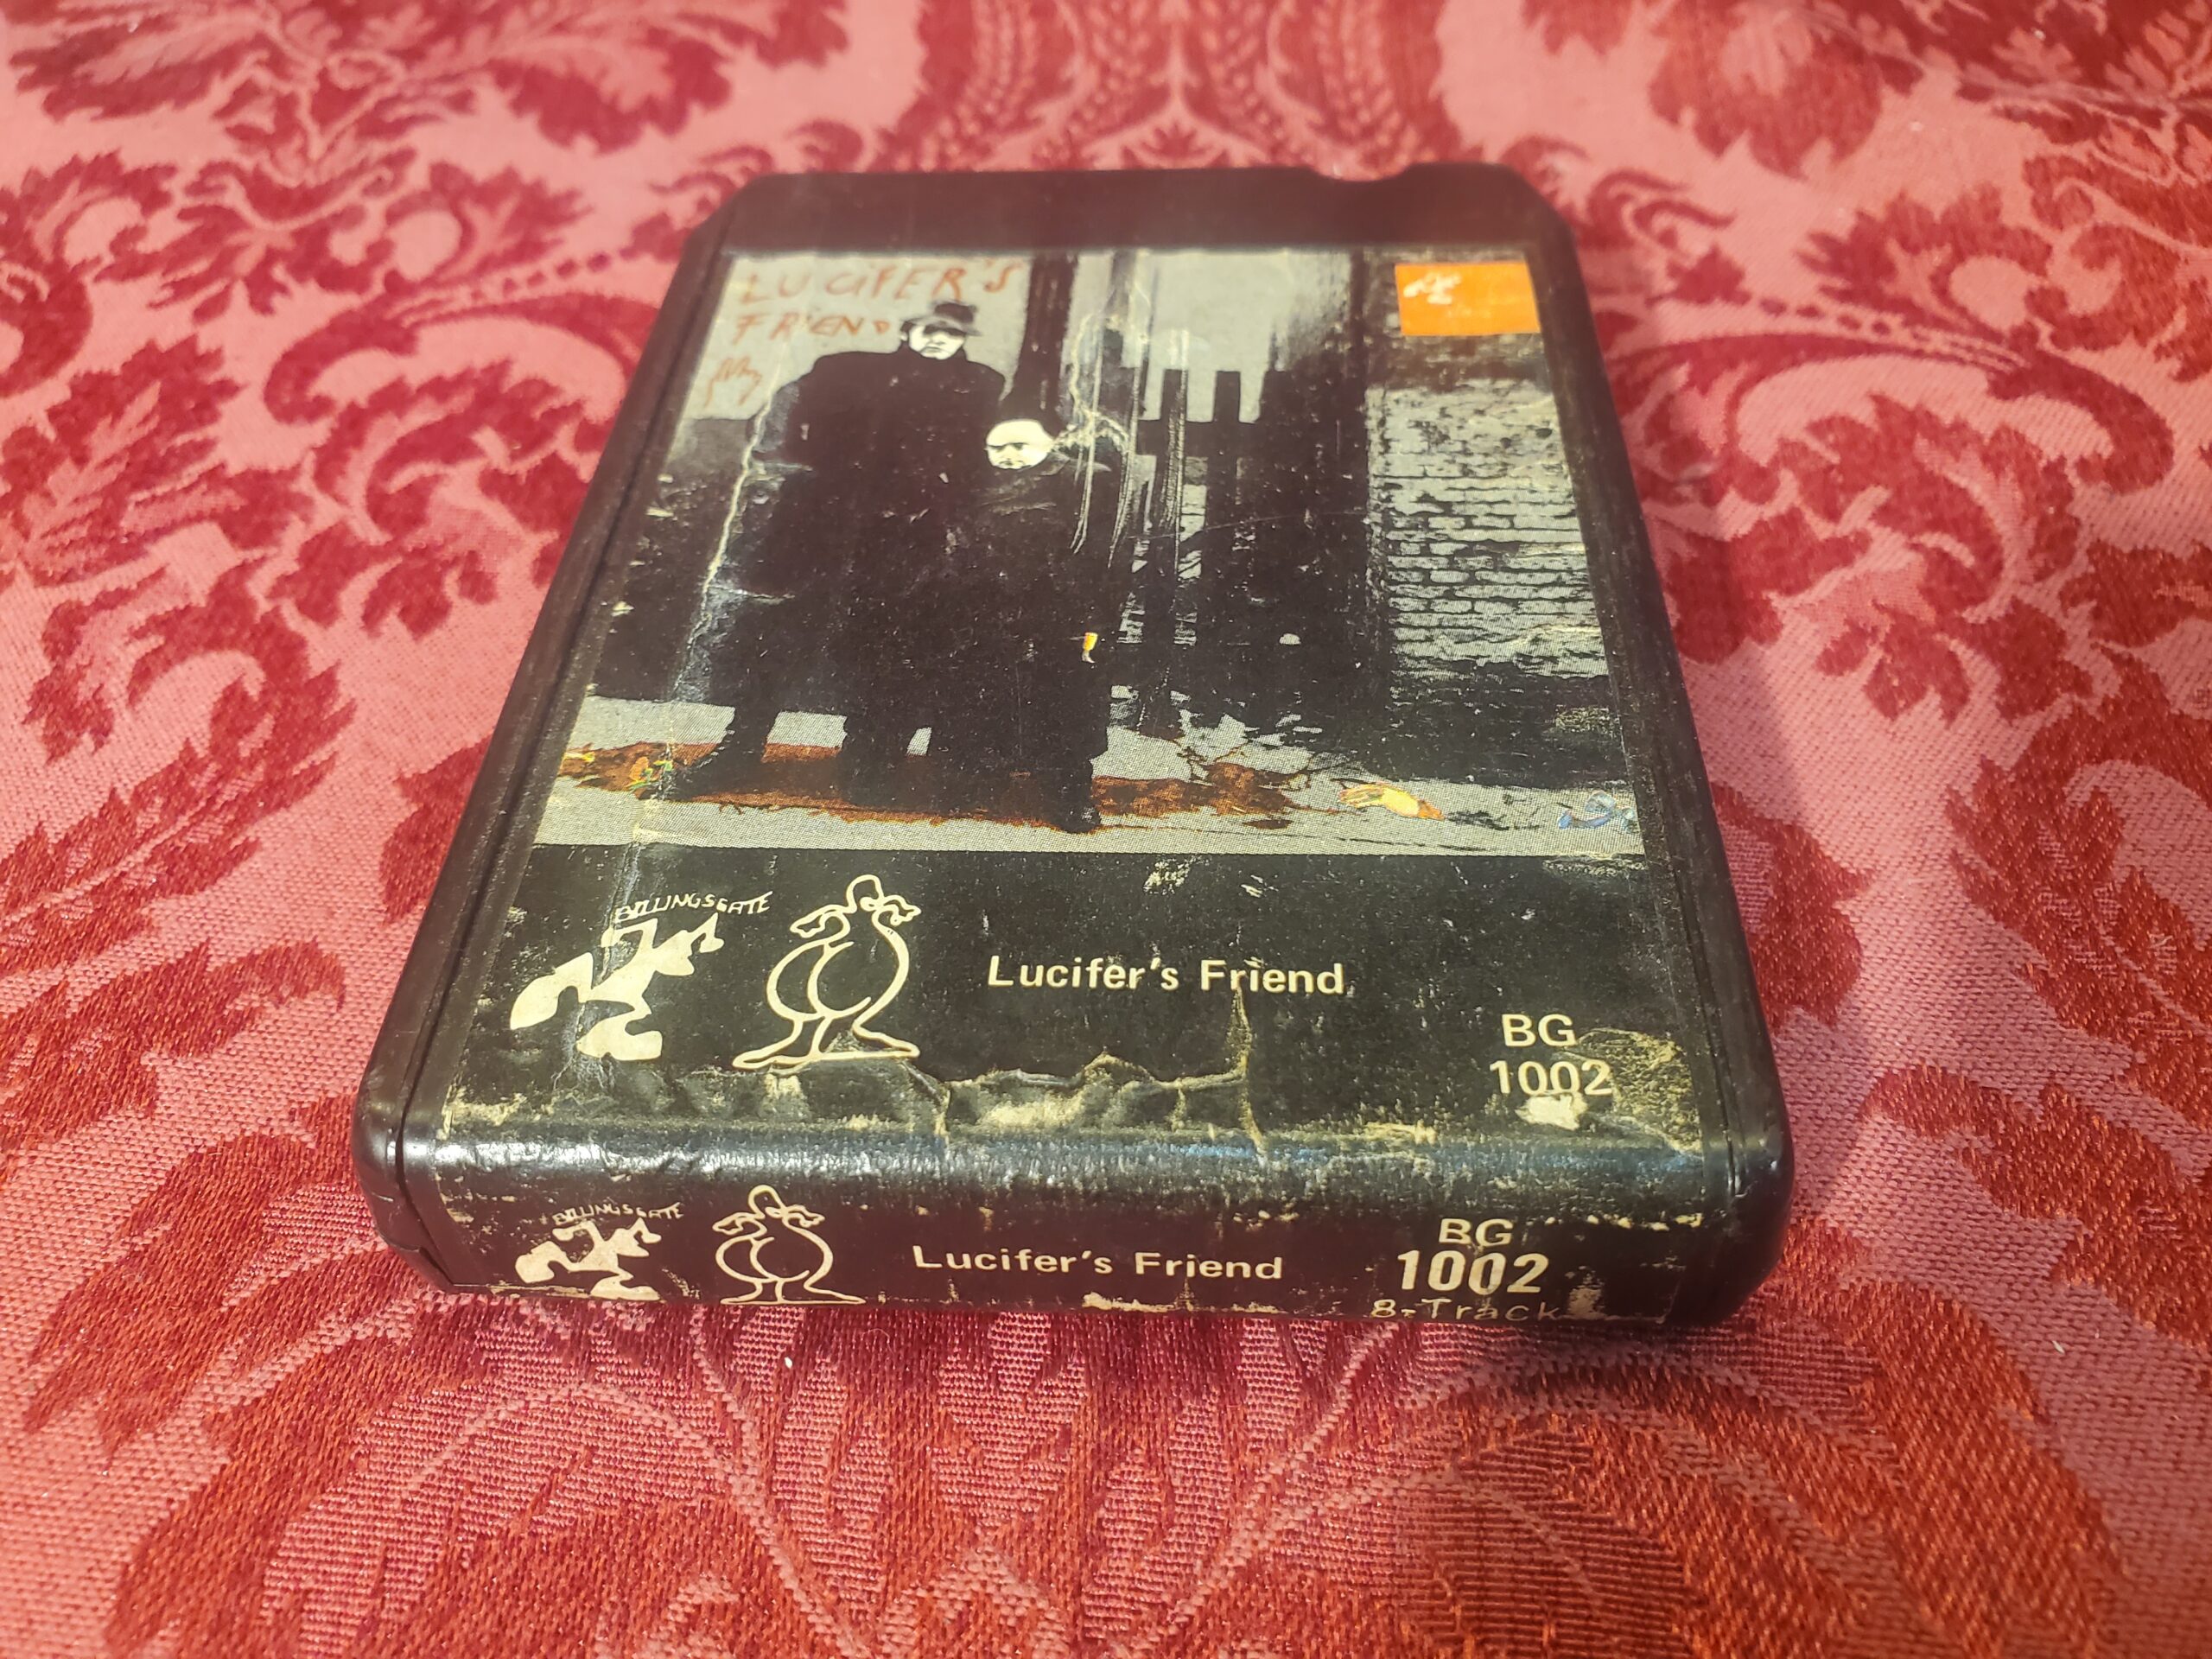 LUCIFER'S
FRIEND
BILLINGSGATE
Lucifer's Friend
BG
1002
BILLINGSGATE
Lucifer's Friend
BG
1002
8-Track